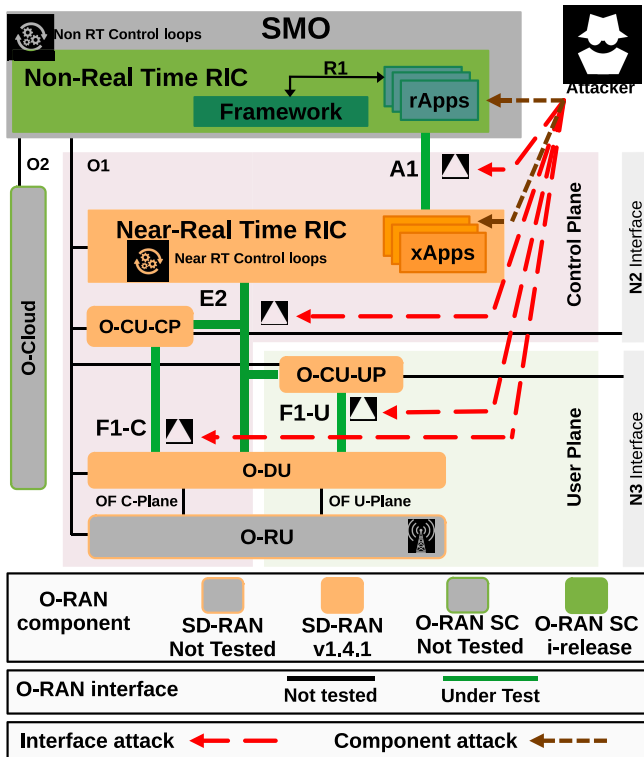 Non RT Control loops
SMO
Attacker
Non-Real Time RIC
R1
Framework
rApps
O2
O1
A1
Near-Real Time RIC
Near RT Control loops
xApps
Control Plane
N2 Interface
E2
O-Cloud
O-CU-CP
O-CU-UP
F1-C
F1-U
User Plane
N3 Interface
O-DU
OF C-Plane
OF U-Plane
O-RU
O-RAN
component
SD-RAN
Not Tested
SD-RAN
v1.4.1
O-RAN SC
Not Tested
O-RAN SC
i-release
O-RAN interface
Not tested
Under Test
Interface attack
Component attack